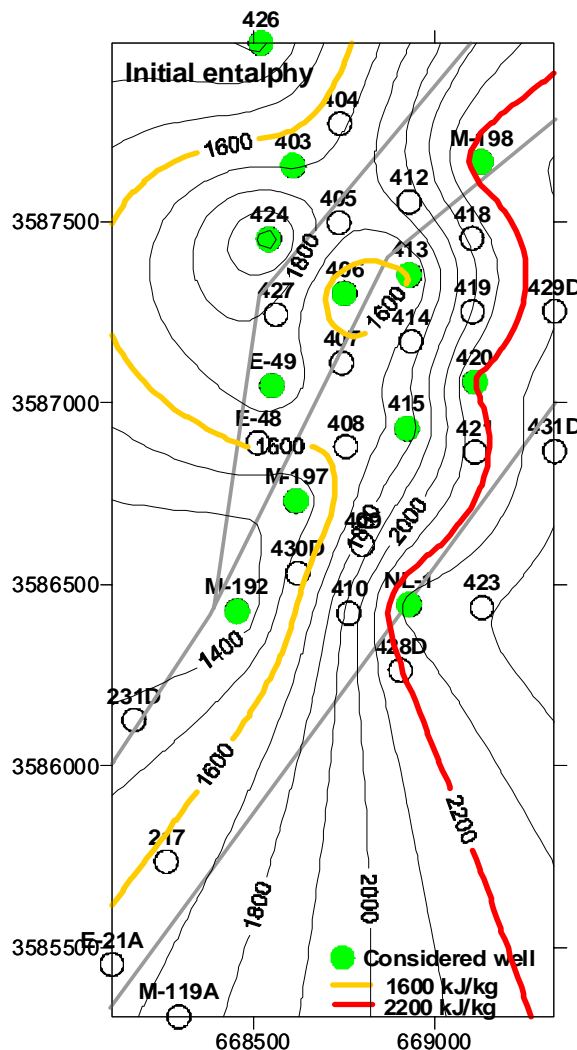 426
Initial entalphy
404
M-198
1600
403
412
405
424
418
3587500
1800
413
406
427
1600
419
429D
414
407
E-49
420
3587000
E-48
1600
408
415
421
431D
M-197
409
1800
2000
430D
3586500
M-192
410
NL-1
423
1400
428D
231D
1600
3586000
2200
217
1800
2000
3585500
E-21A
Considered well
M-119A
1600 kJ/kg
2200 kJ/kg
668500
669000